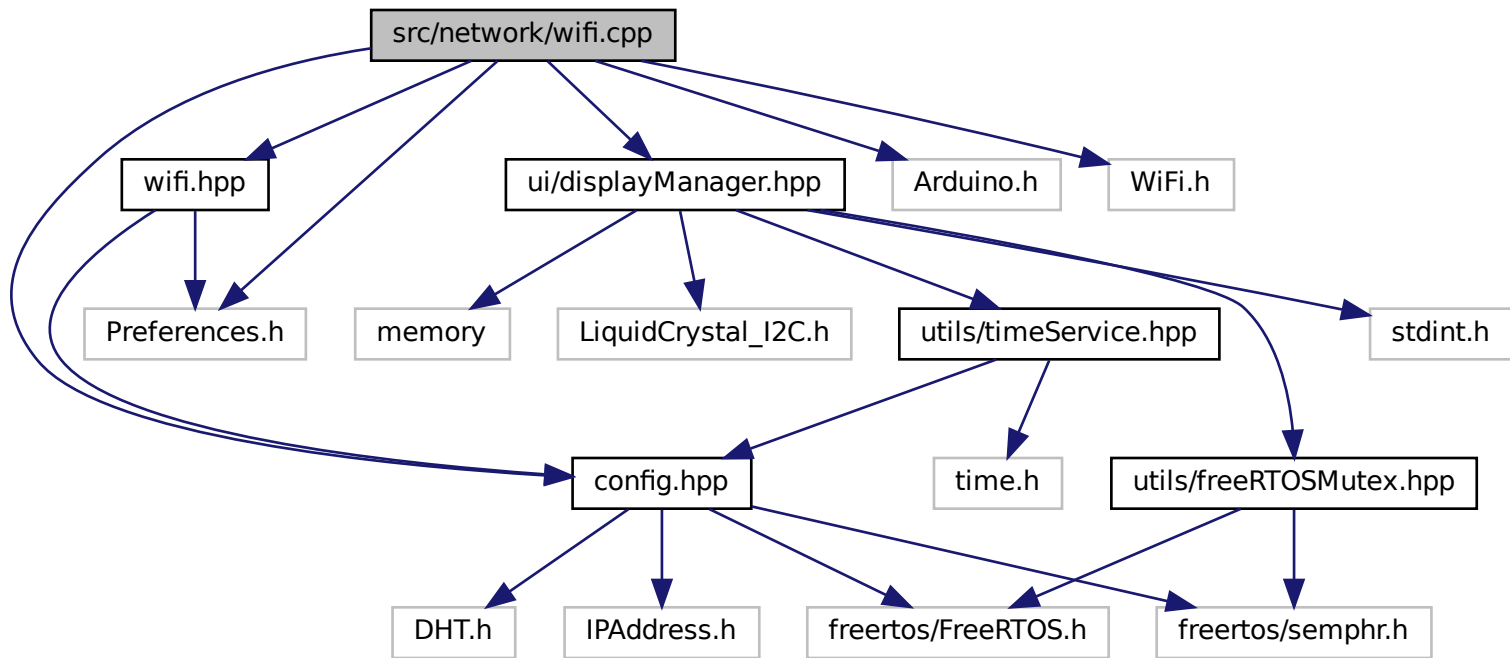 src/network/wifi.cpp
wifi.hpp
ui/displayManager.hpp
Arduino.h
WiFi.h
Preferences.h
memory
LiquidCrystal_I2C.h
utils/timeService.hpp
stdint.h
config.hpp
time.h
utils/freeRTOSMutex.hpp
DHT.h
IPAddress.h
freertos/FreeRTOS.h
freertos/semphr.h